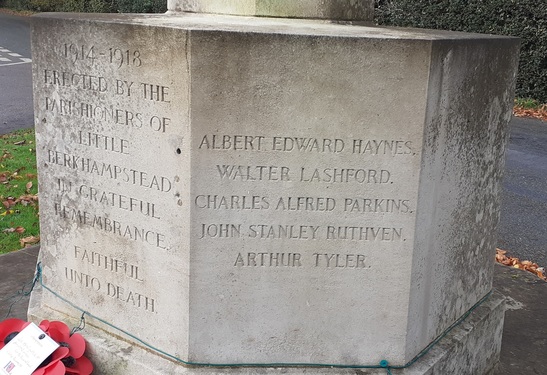 1914-1918
ERECTED BY THE
PARISHIONERS OF
LITTLE
BERKHAMPSTEAD
IN GRATEFUL
REMEMBRANCE.
FAITHFUL
UNTO DEATH.
ALBERT EDWARD HAYNES.
WALTER LASHFORD.
CHARLES ALFRED PARKINS.
JOHN STANLEY RUTHVEN.
ARTHUR TYLER.